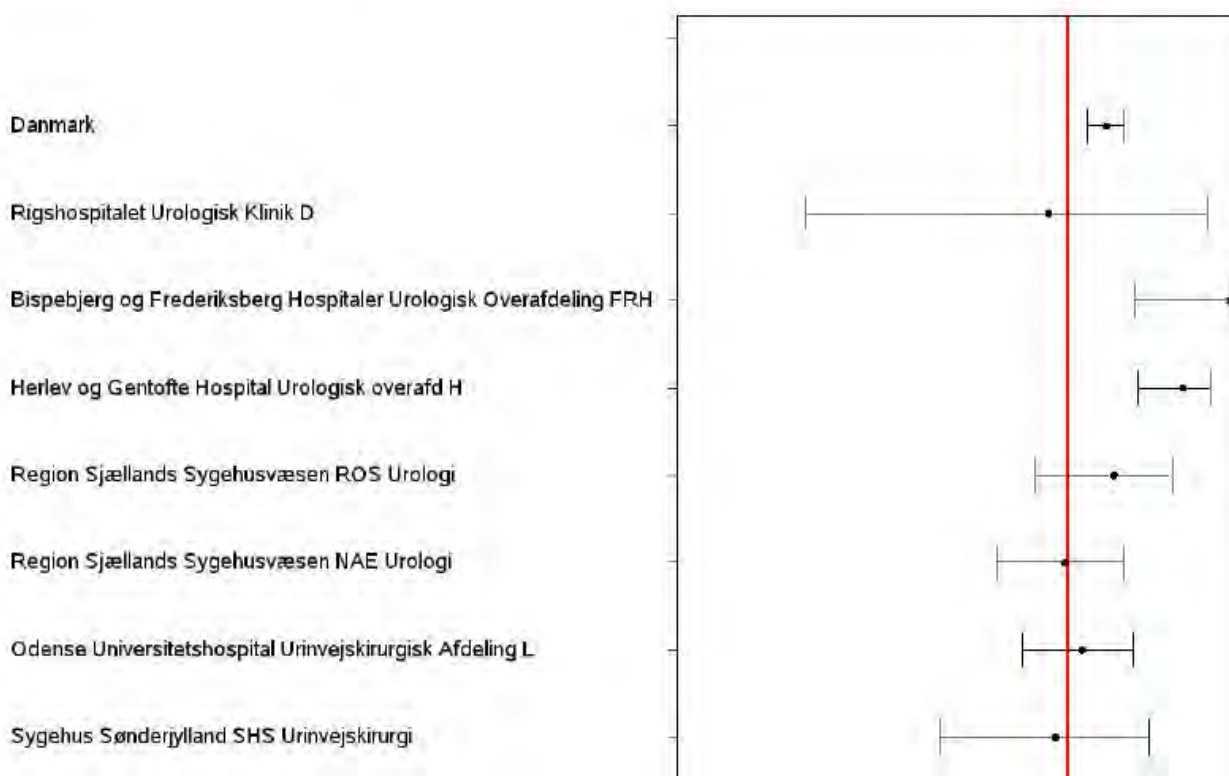 Danmark
Rigshospitalet Urologisk Klinik D
Bispebjerg og Frederiksberg Hospitaler Urologisk Overafdeling FRH
Herlev og Gentofte Hospital Urologisk overafd H
Region Sjællands Sygehusvæsen ROS Urologi
Region Sjællands Sygehusvæsen NAE Urologi
Odense Universitetshospital Urinvejskirurgisk Afdeling L
Sygehus Sønderjylland SHS Urinvejskirurgi